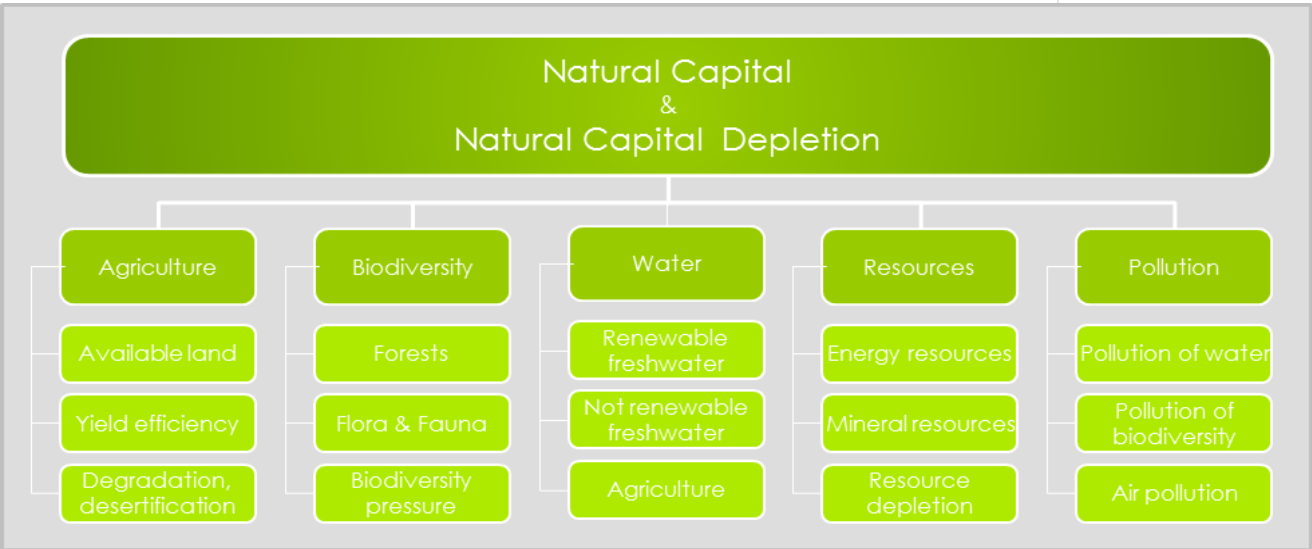 Natural Capital
&
Natural Capital Depletion
Agriculture
Biodiversity
Water
Resources
Pollution
Available land
Forests
Renewable
freshwater
Energy resources
Pollution of water
Yield efficiency
Flora & Fauna
Not renewable
freshwater
Mineral resources
Pollution of
biodiversity
Degradation,
desertification
Biodiversity
pressure
Agriculture
Resource
depletion
Air pollution